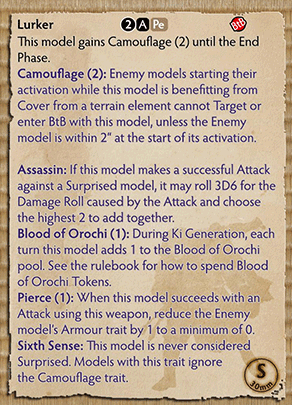 Lurker 2 A Pe BtB
This model gains Camouflage (2) until the End
Phase.
Camouflage (2): Enemy models starting their
activation while this model is benefitting from
Cover from a terrain element cannot Target or
enter BtB with this model, unless the Enemy
model is within 2" at the start of its activation.
Assassin: If this model makes a successful Attack
against a Surprised model, it may roll 3D6 for the
Damage Roll caused by the Attack and choose
the highest 2 to add together.
Blood of Orochi (1): During Ki Generation, each
turn this model adds 1 to the Blood of Orochi
pool. See the rulebook for how to spend Blood
of Orochi Tokens.
Pierce (1): When this model succeeds with an
Attack using this weapon, reduce the Enemy
model's Armour trait by 1 to a minimum of 0.
Sixth Sense: This model is never considered
Surprised. Models with this trait ignore
the Camouflage trait.
S
30mm